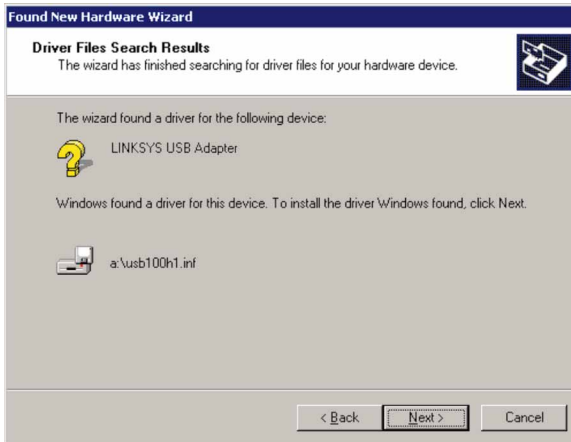 Found New Hardware Wizard
Driver Files Search Results
The wizard has finished searching for driver files for your hardware device.
The wizard found a driver for the following device:
LINKSYS USB Adapter
Windows found a driver for this device. To install the driver Windows found, click Next.
a:\usb100h1.inf
< Back
Next >
Cancel